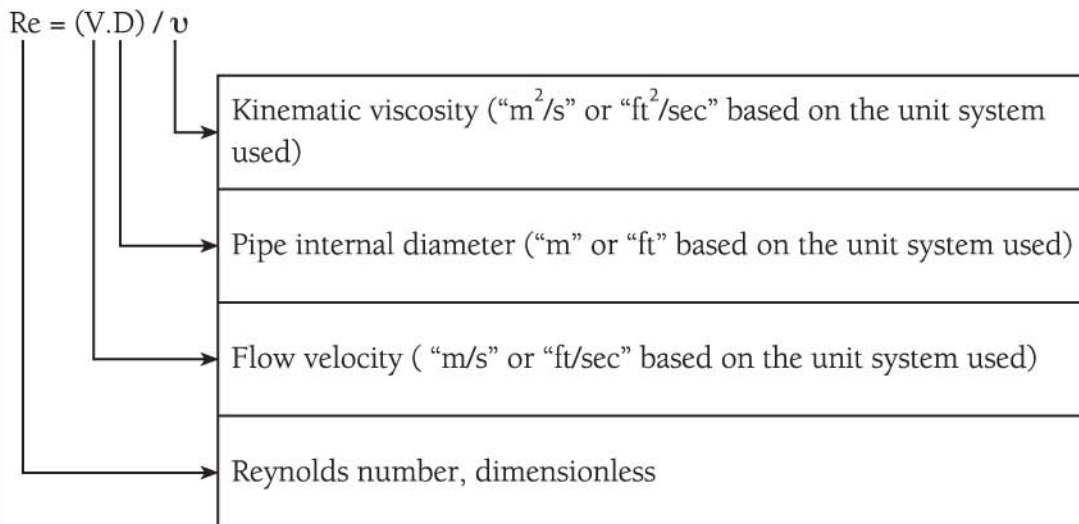 Re = (V.D) / υ
Kinematic viscosity (“m²/s” or “ft²/sec” based on the unit system
used)
Pipe internal diameter (“m” or “ft” based on the unit system used)
Flow velocity ( “m/s” or “ft/sec” based on the unit system used)
Reynolds number, dimensionless